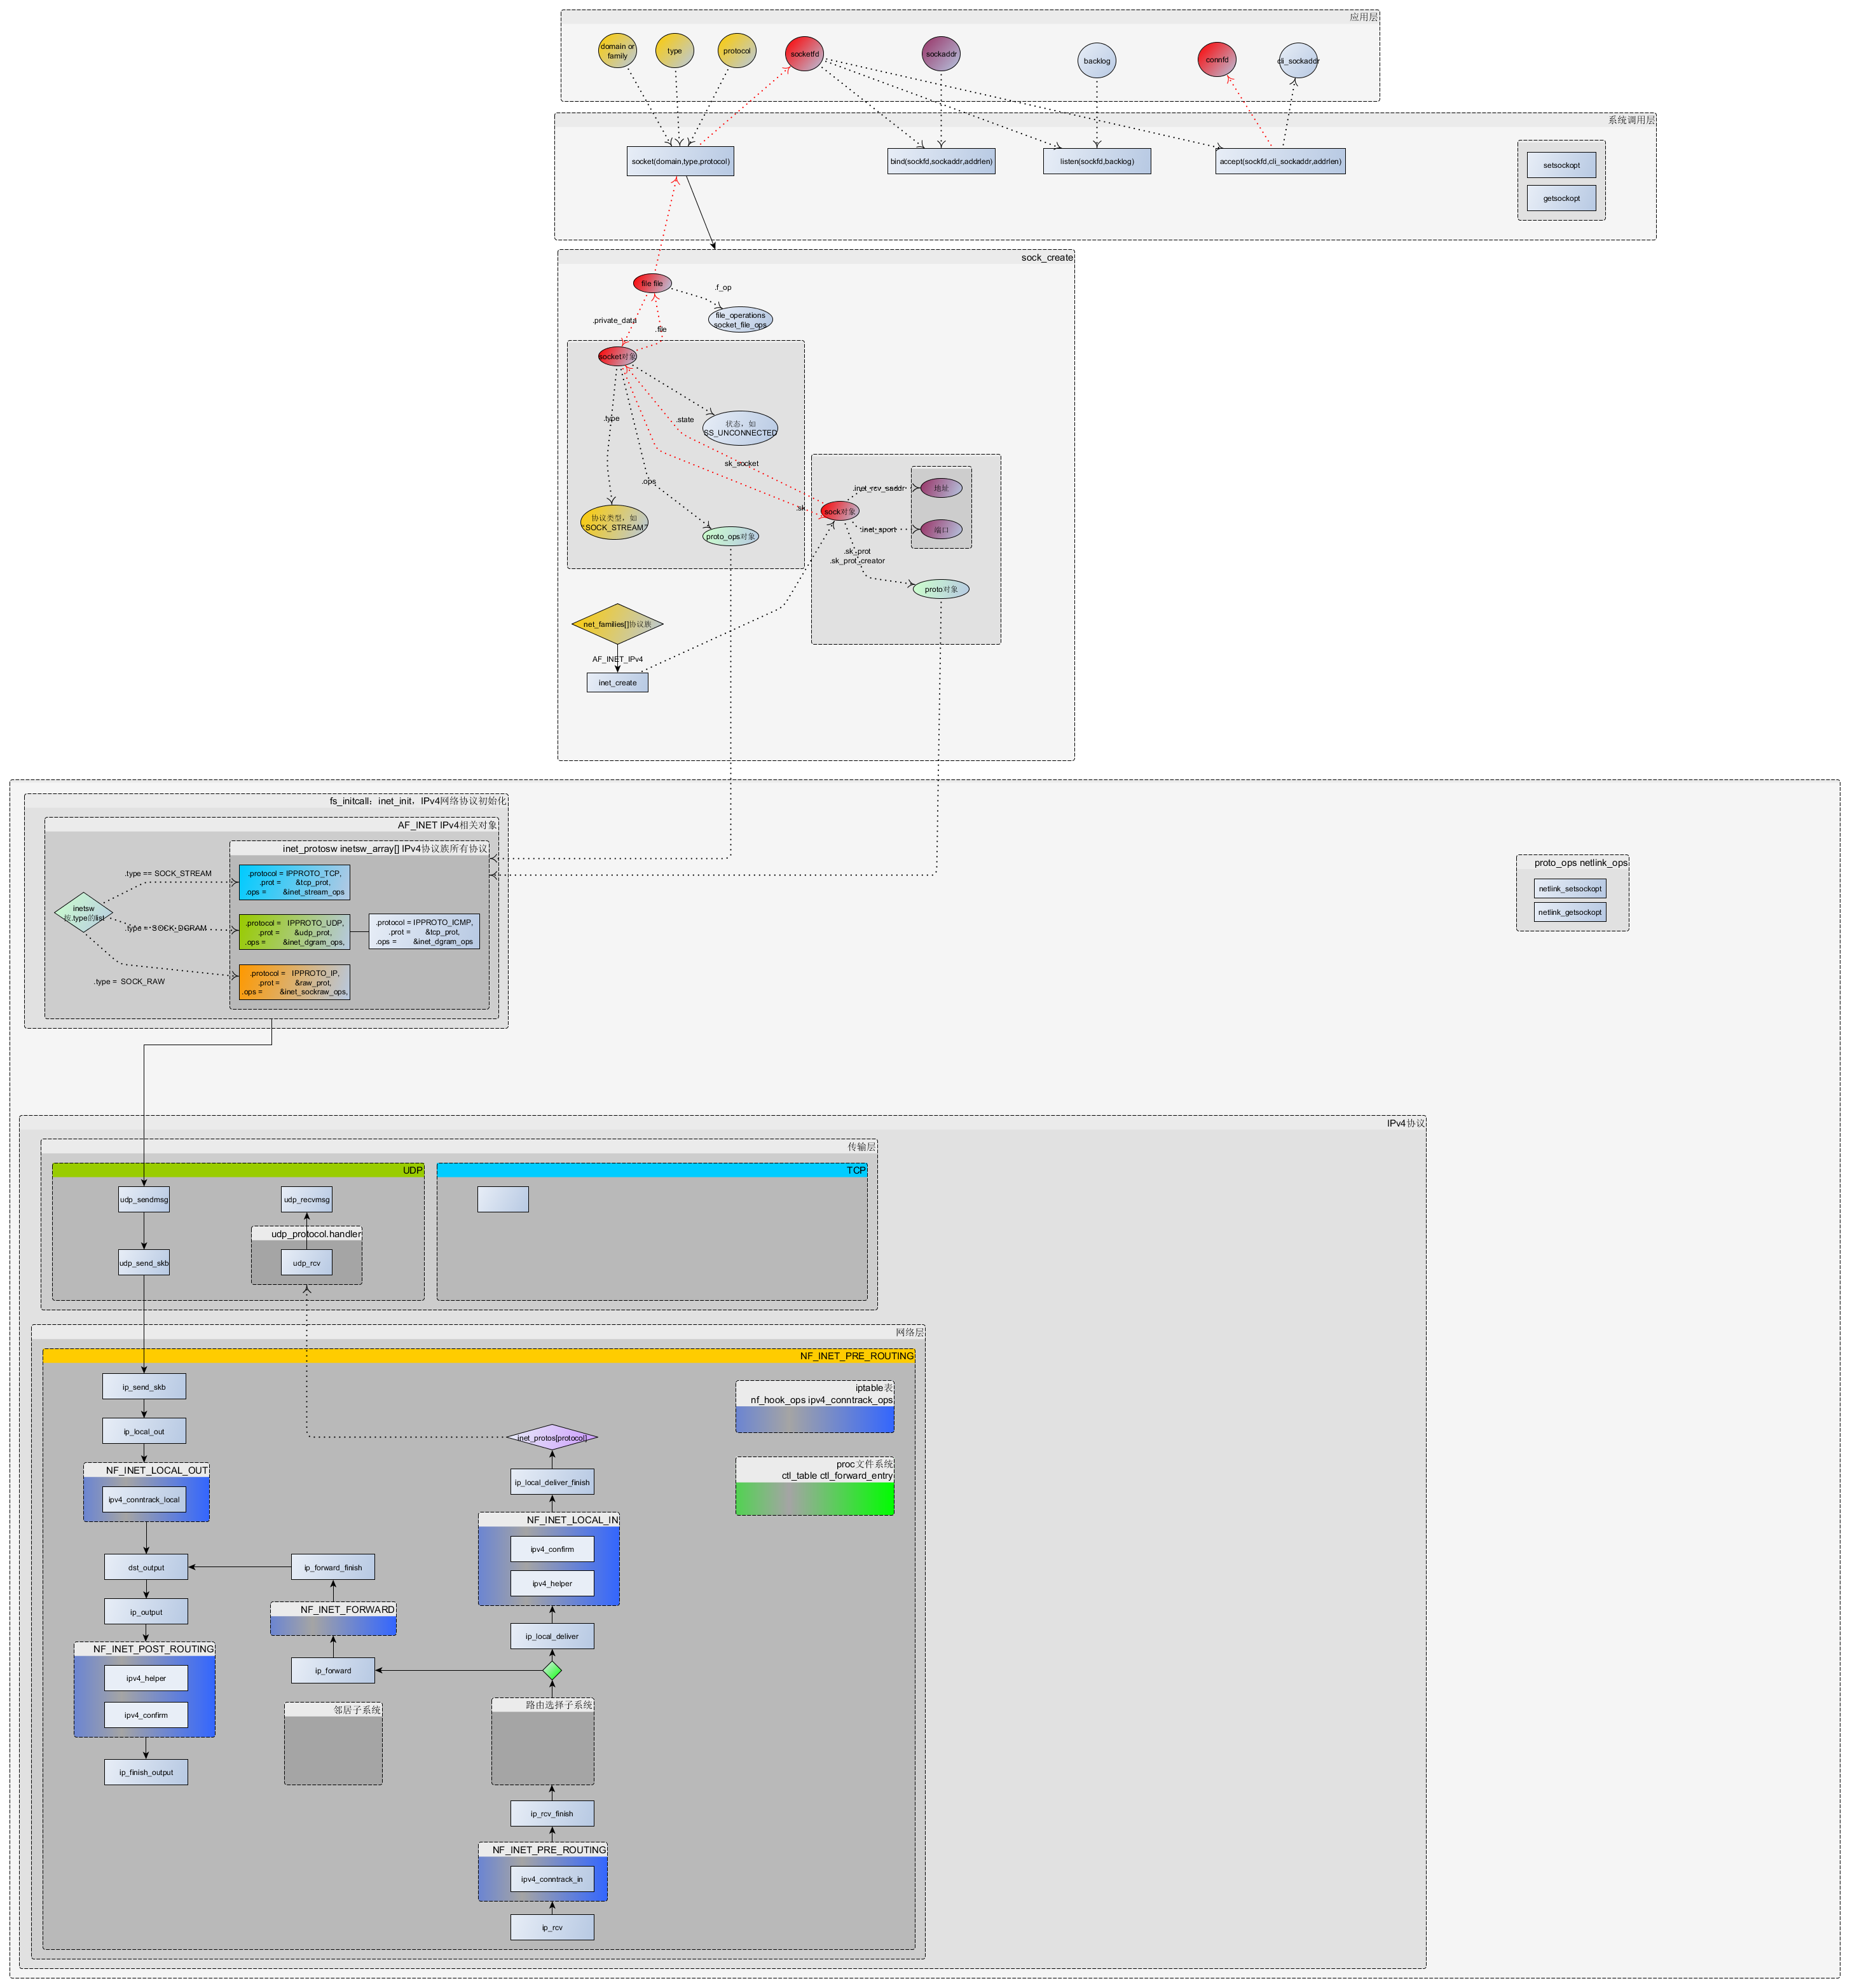 应用层
domain or
family
type
protocol
socketfd
sockaddr
backlog
connfd
cli_sockaddr
系统调用层
socket(domain,type,protocol)
bind(sockfd,sockaddr,addrlen)
listen(sockfd,backlog)
accept(sockfd,cli_sockaddr,addrlen)
setsockopt
getsockopt
sock_create
file file
.f_op
file_operations
socket_file_ops
.private_data
.file
socket对象
.type
.state
状态，如
SS_UNCONNECTED
sk_socket
.ops
.sk
协议类型，如
"SOCK_STREAM"
proto_ops对象
sock对象
.inet_rcv_saddr
地址
.inet_sport
端口
.sk_prot
.sk_prot_creator
proto对象
net_families[]协议族
AF_INET_IPv4
inet_create
fs_initcall：inet_init，IPv4网络协议初始化
AF_INET IPv4相关对象
inet_protosw inetsw_array[] IPv4协议族所有协议
.type == SOCK_STREAM
.protocol = IPPROTO_TCP,
.prot = &tcp_prot,
.ops = &inet_stream_ops
inetsw
按.type的list
.type = SOCK_DGRAM
.protocol = IPPROTO_UDP,
.prot = &udp_prot,
.ops = &inet_dgram_ops,
.protocol = IPPROTO_ICMP,
.prot = &tcp_prot,
.ops = &inet_dgram_ops
.type = SOCK_RAW
.protocol = IPPROTO_IP,
.prot = &raw_prot,
.ops = &inet_sockraw_ops,
proto_ops netlink_ops
netlink_setsockopt
netlink_getsockopt
IPv4协议
传输层
UDP
udp_sendmsg
udp_recvmsg
udp_protocol.handler
udp_send_skb
udp_rcv
TCP
网络层
NF_INET_PRE_ROUTING
ip_send_skb
ip_local_out
NF_INET_LOCAL_OUT
ipv4_conntrack_local
dst_output
ip_output
NF_INET_POST_ROUTING
ipv4_helper
ipv4_confirm
ip_finish_output
ip_forward_finish
NF_INET_FORWARD
ip_forward
邻居子系统
inet_protos[protocol]
ip_local_deliver_finish
NF_INET_LOCAL_IN
ipv4_confirm
ipv4_helper
ip_local_deliver
路由选择子系统
ip_rcv_finish
NF_INET_PRE_ROUTING
ipv4_conntrack_in
ip_rcv
iptable表
nf_hook_ops ipv4_conntrack_ops
proc文件系统
ctl_table ctl_forward_entry